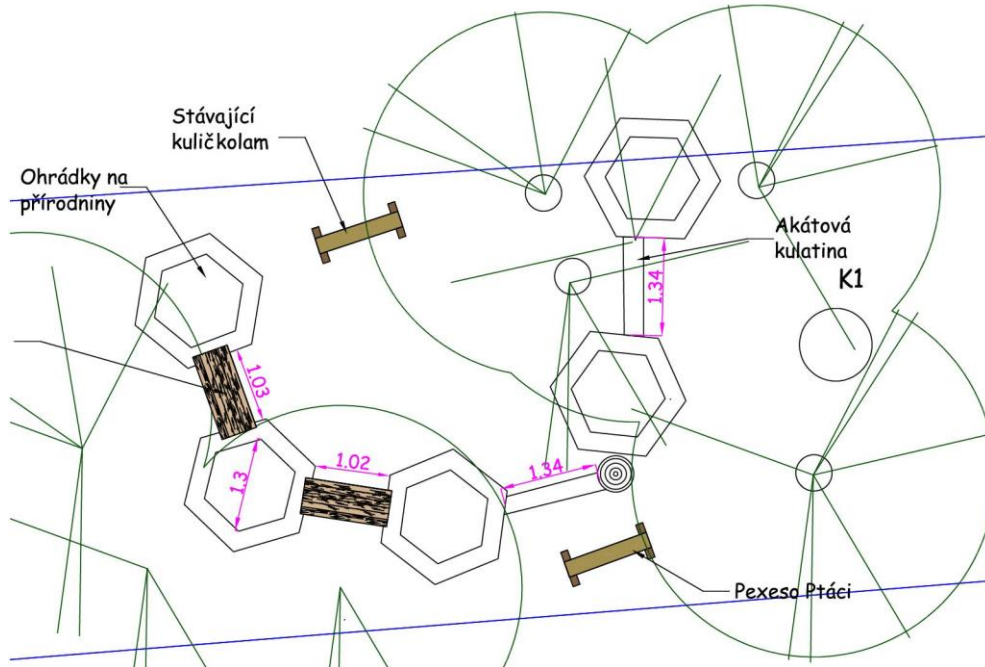 Stávající
kuličkolam
Ohrádky na
přírodniny
Akátová
kulatina
K1
1.34
1.03
1.02
1.3
1.34
Pexeso Ptáci